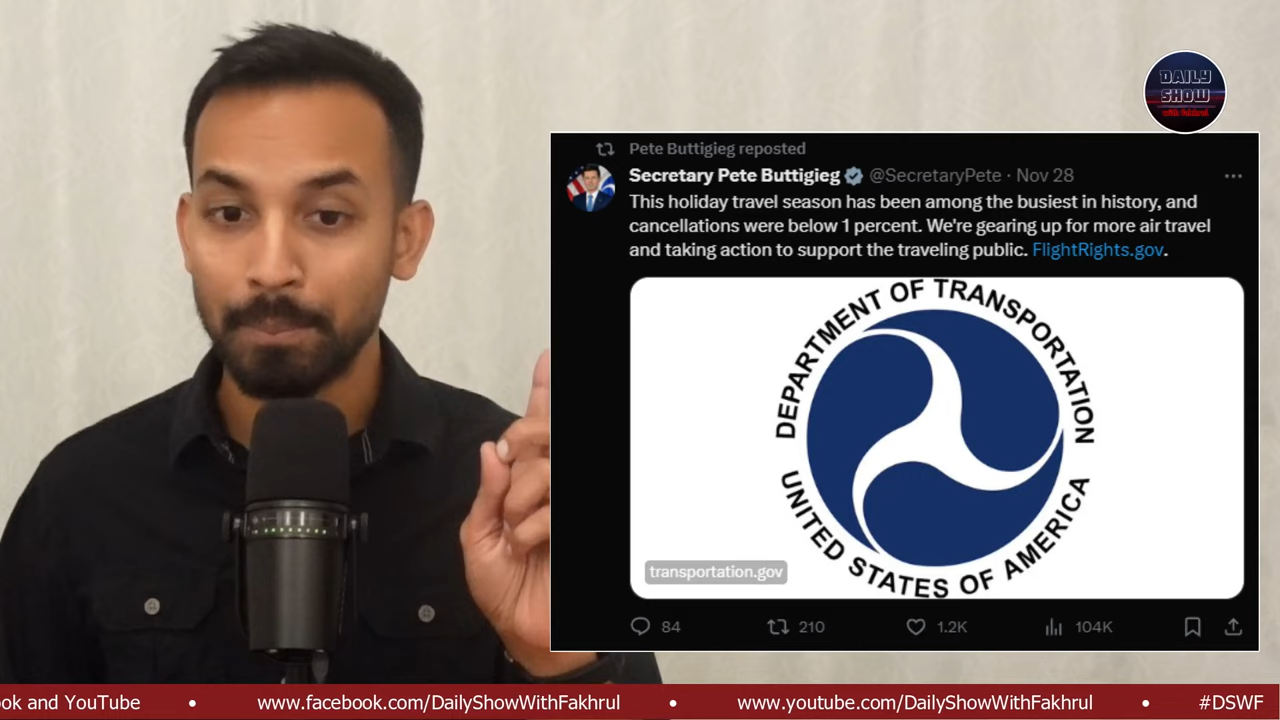 DAILY
SHOW
with Fakhrul
Pete Buttigieg reposted
Secretary Pete Buttigieg @SecretaryPete · Nov 28
This holiday travel season has been among the busiest in history, and
cancellations were below 1 percent. We're gearing up for more air travel
and taking action to support the traveling public. FlightRights.gov.
DEPARTMENT OF TRANSPORTATION
UNITED STATES OF AMERICA
transportation.gov
84 210 1.2K 104K
ok and YouTube • www.facebook.com/DailyShowWithFakhrul • www.youtube.com/DailyShowWithFakhrul • #DSWF